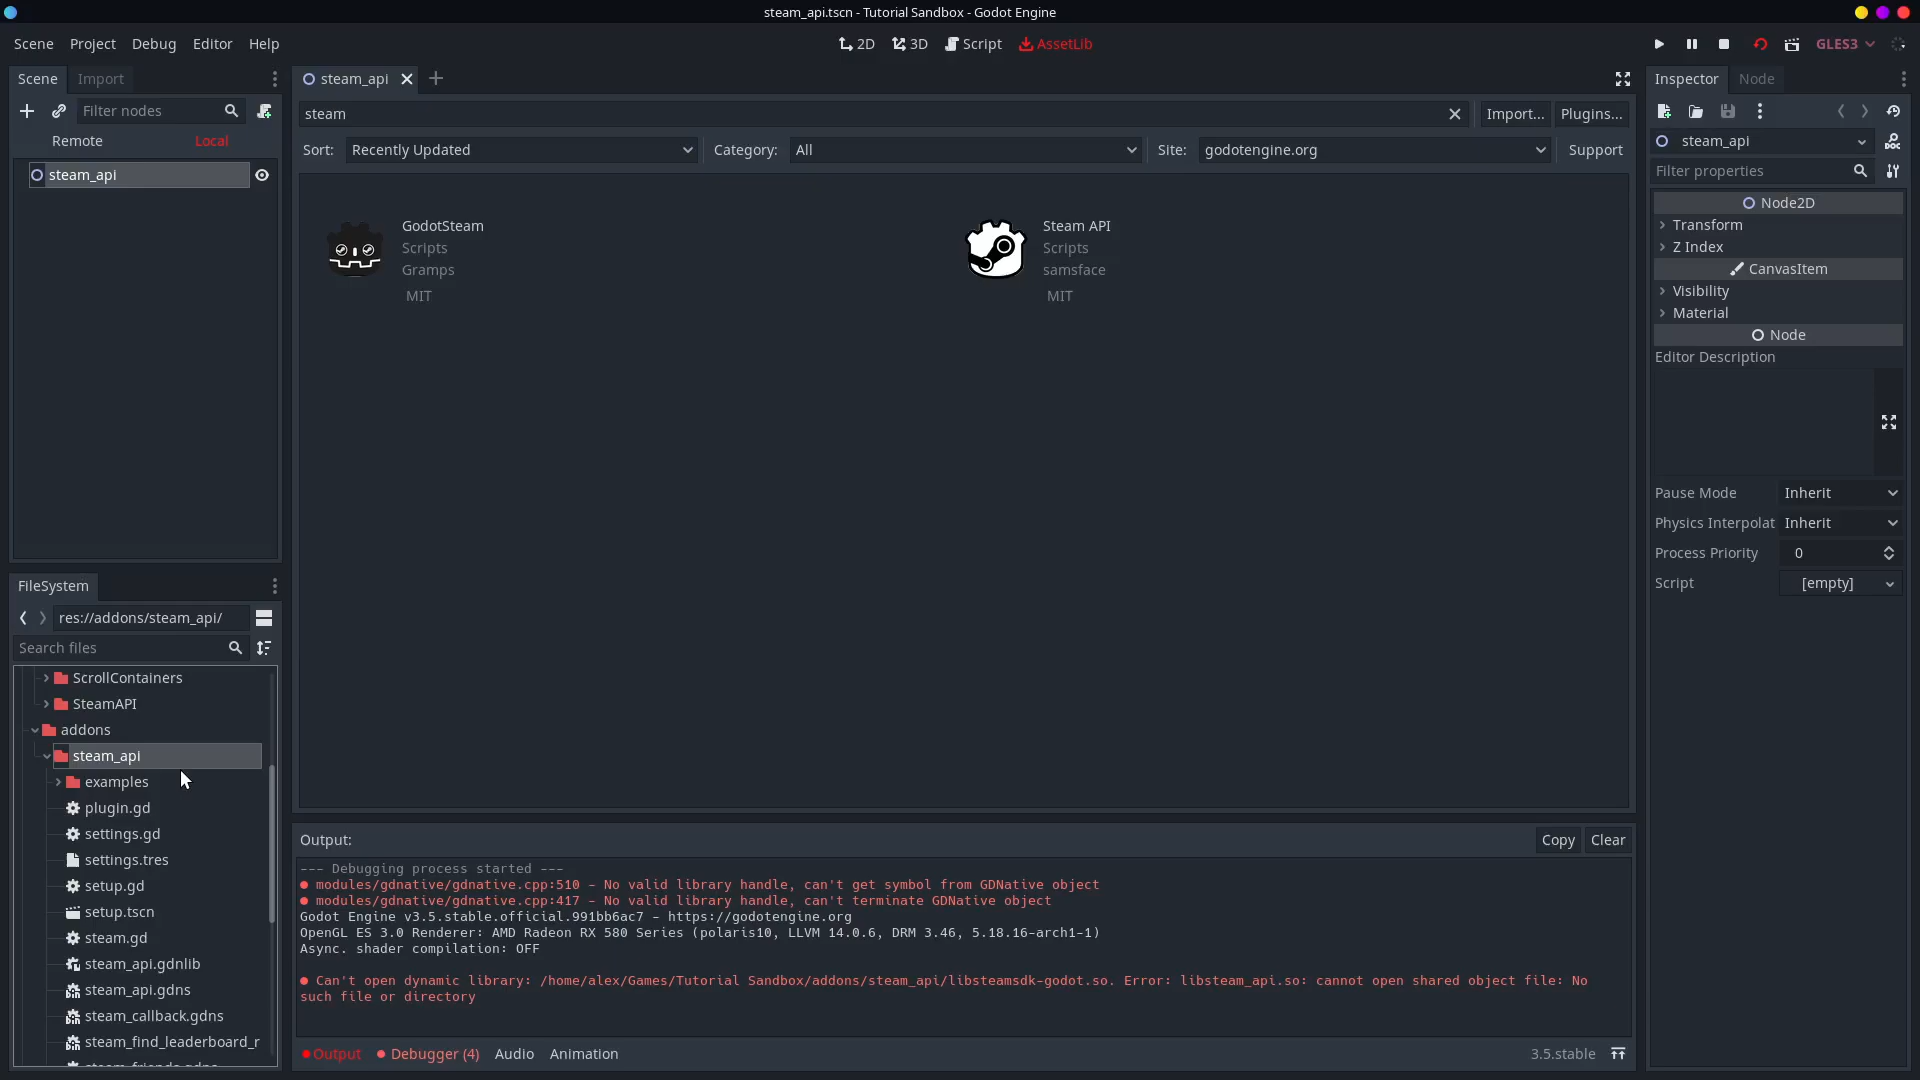 steam_api.tscn - Tutorial Sandbox - Godot Engine
Scene Project Debug Editor Help
2D 3D Script AssetLib
GLES3
Scene Import
Filter nodes
Remote Local
steam_api
steam_api
steam
Import... Plugins...
Sort: Recently Updated Category: All Site: godotengine.org Support
GodotSteam
Scripts
Gramps
MIT
Steam API
Scripts
samsface
MIT
Inspector Node
steam_api
Filter properties
Node2D
Transform
Z Index
CanvasItem
Visibility
Material
Node
Editor Description
Pause Mode Inherit
Physics Interpolat Inherit
Process Priority 0
Script [empty]
FileSystem
res://addons/steam_api/
Search files
ScrollContainers
SteamAPI
addons
steam_api
examples
plugin.gd
settings.gd
settings.tres
setup.gd
setup.tscn
steam.gd
steam_api.gdnlib
steam_api.gdns
steam_callback.gdns
steam_find_leaderboard_r
Output: Copy Clear
--- Debugging process started ---
modules/gdnative/gdnative.cpp:510 - No valid library handle, can't get symbol from GDNative object
modules/gdnative/gdnative.cpp:417 - No valid library handle, can't terminate GDNative object
Godot Engine v3.5.stable.official.991bb6ac7 - https://godotengine.org
OpenGL ES 3.0 Renderer: AMD Radeon RX 580 Series (polaris10, LLVM 14.0.6, DRM 3.46, 5.18.16-arch1-1)
Async. shader compilation: OFF
Can't open dynamic library: /home/alex/Games/Tutorial Sandbox/addons/steam_api/libsteamsdk-godot.so. Error: libsteam_api.so: cannot open shared object file: No
such file or directory
Output Debugger (4) Audio Animation
3.5.stable